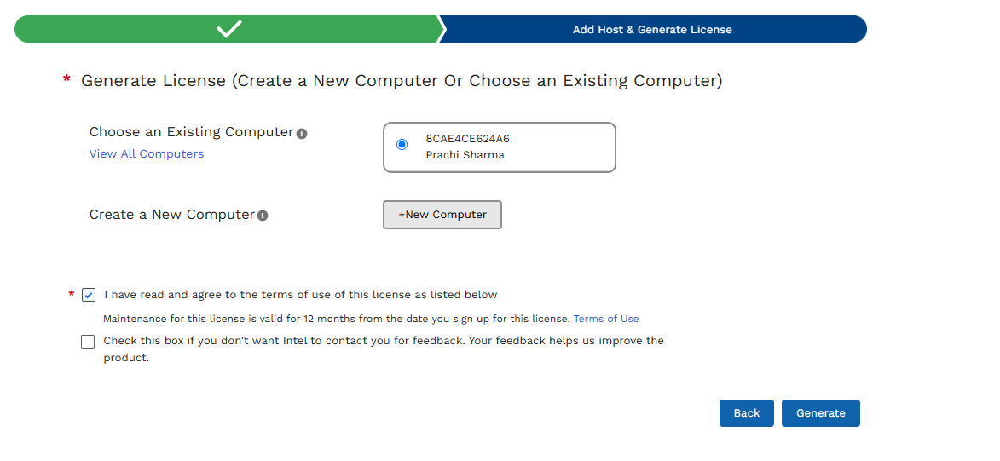 Add Host & Generate License
* Generate License (Create a New Computer Or Choose an Existing Computer)
Choose an Existing Computer
View All Computers
8CAE4CE624A6
Prachi Sharma
Create a New Computer
+New Computer
* I have read and agree to the terms of use of this license as listed below
Maintenance for this license is valid for 12 months from the date you sign up for this license. Terms of Use
Check this box if you don’t want Intel to contact you for feedback. Your feedback helps us improve the
product.
Back
Generate